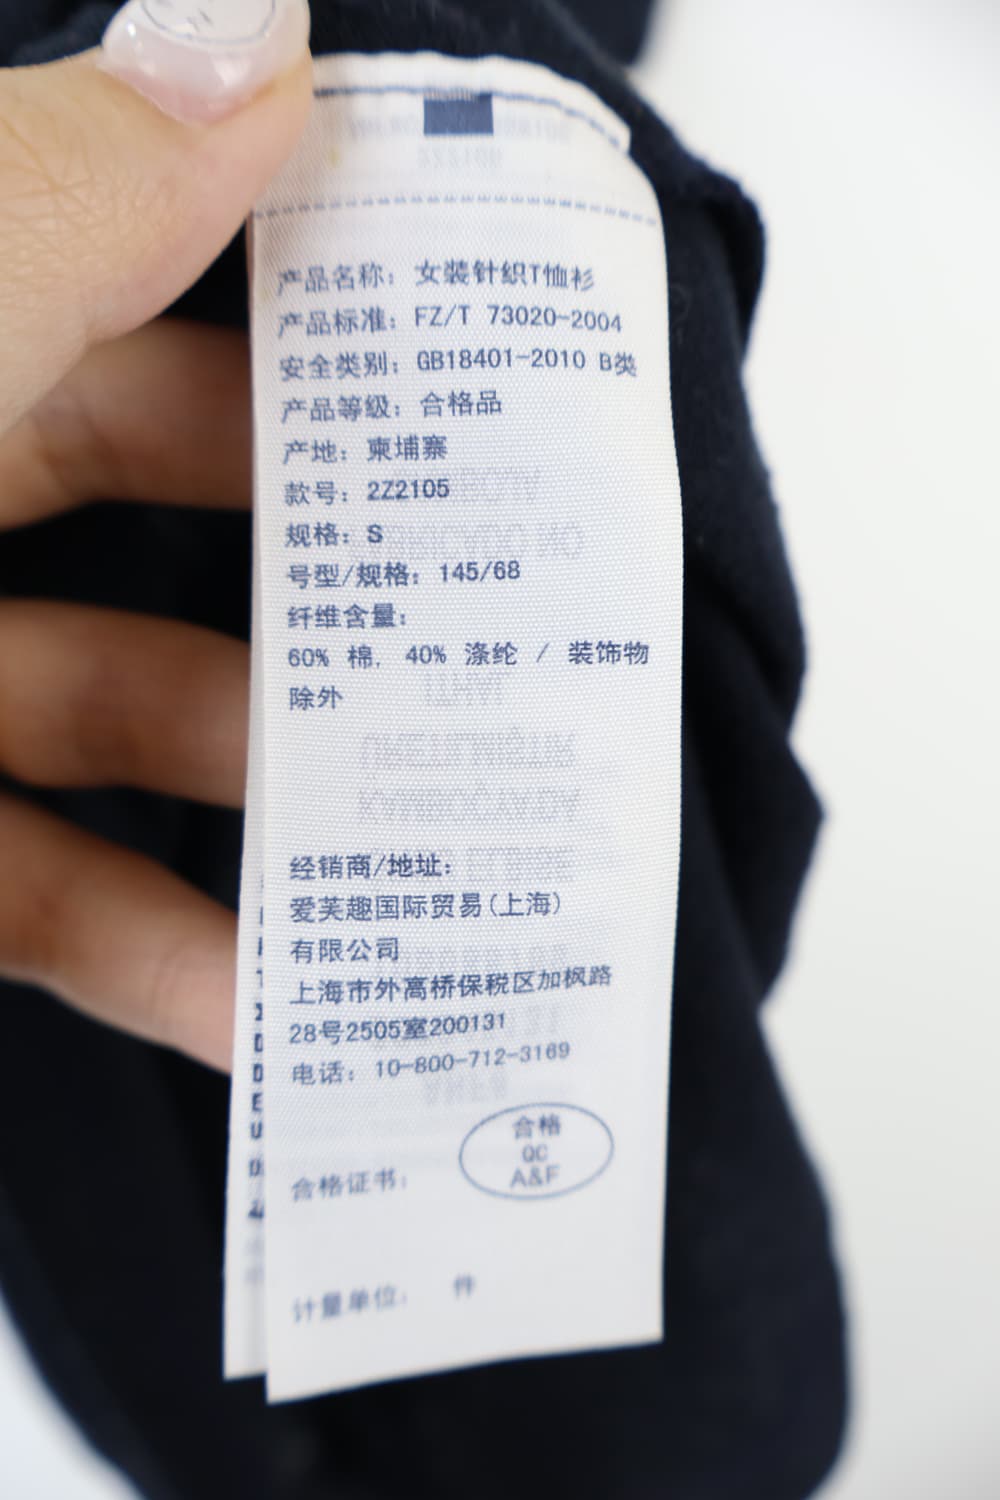 产品名称：女装针织T恤衫
产品标准：FZ/T 73020-2004
安全类别：GB18401-2010 B类
产品等级：合格品
产地：柬埔寨
款号：2Z2105
规格：S
号型/规格：145/68
纤维含量：
60% 棉, 40% 涤纶 / 装饰物
除外
经销商/地址：
爱芙趣国际贸易(上海)
有限公司
上海市外高桥保税区加枫路
28号2505室200131
电话：10-800-712-3169
合格
QC
A&F
合格证书：
计量单位： 件